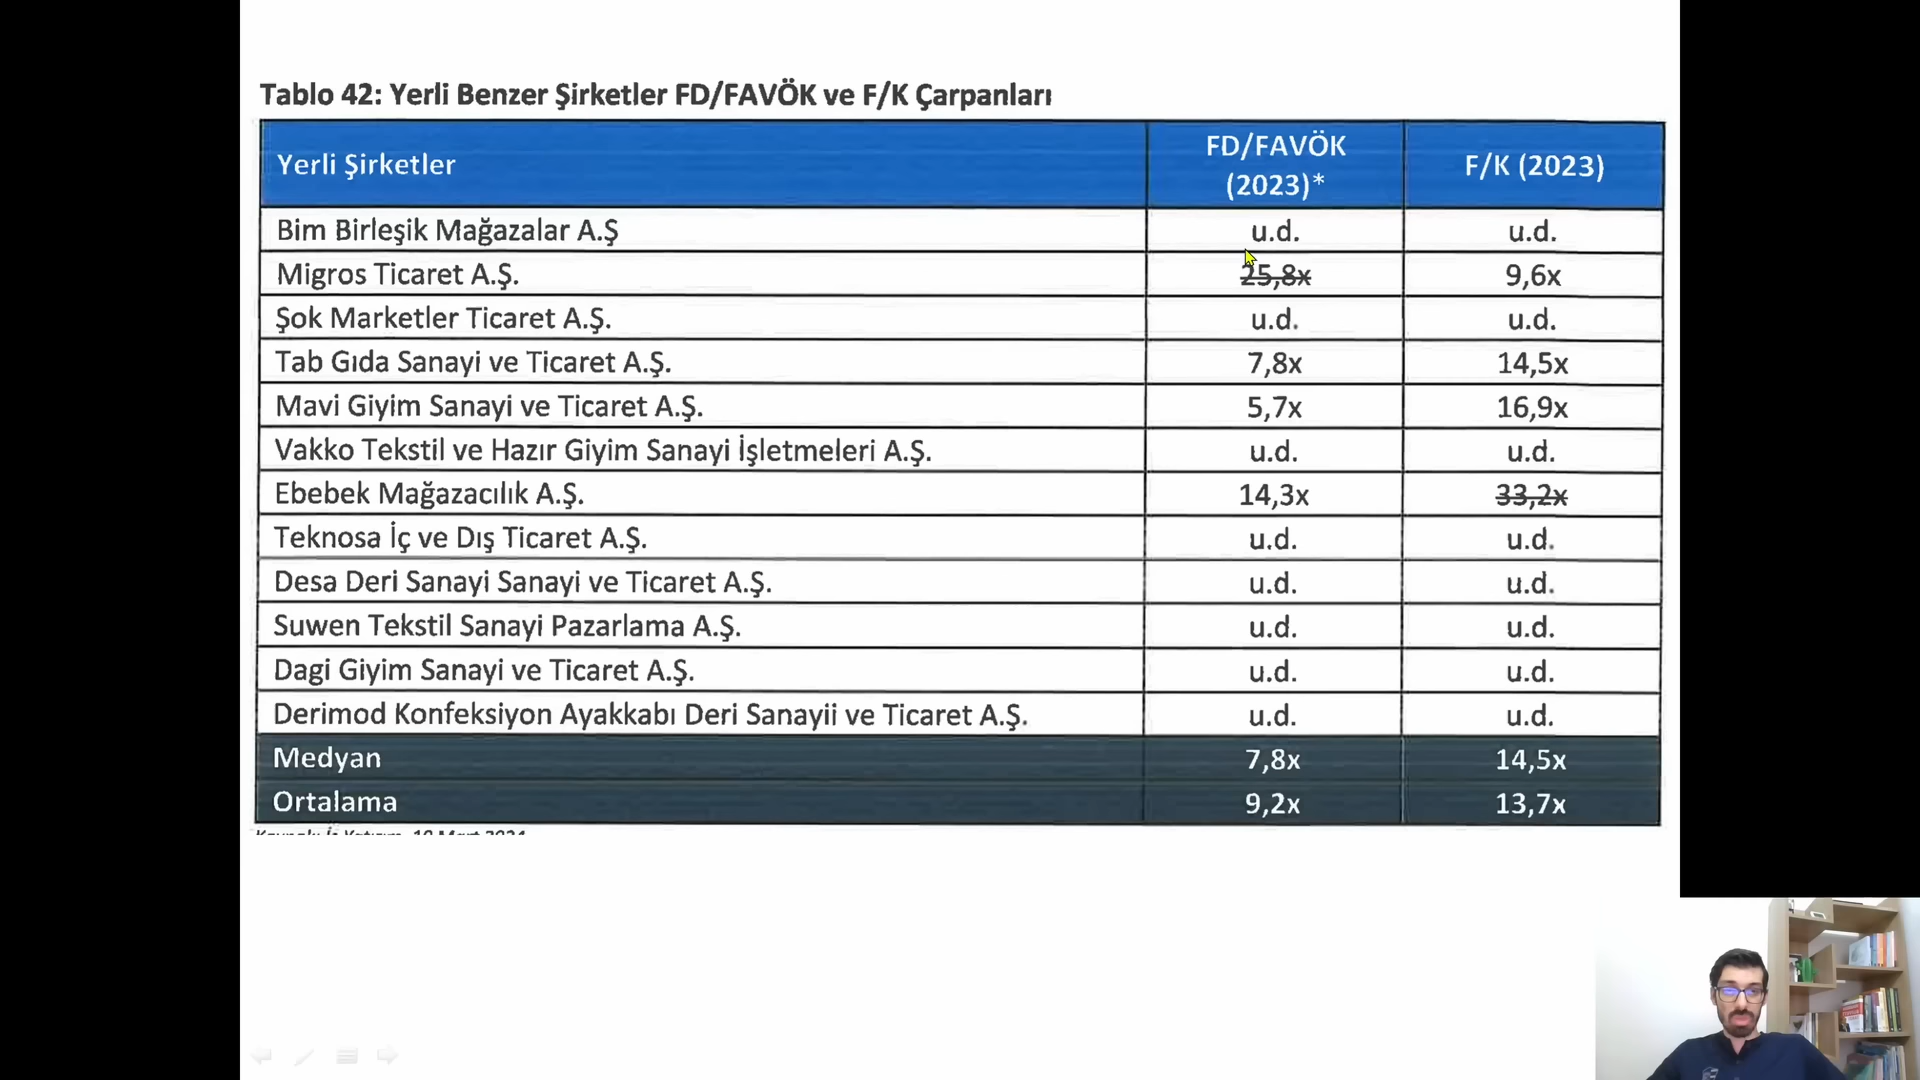 Tablo 42: Yerli Benzer Şirketler FD/FAVÖK ve F/K Çarpanları
Yerli Şirketler FD/FAVÖK (2023)* F/K (2023)
Bim Birleşik Mağazalar A.Ş u.d. u.d.
Migros Ticaret A.Ş. 25,8x 9,6x
Şok Marketler Ticaret A.Ş. u.d. u.d.
Tab Gıda Sanayi ve Ticaret A.Ş. 7,8x 14,5x
Mavi Giyim Sanayi ve Ticaret A.Ş. 5,7x 16,9x
Vakko Tekstil ve Hazır Giyim Sanayi İşletmeleri A.Ş. u.d. u.d.
Ebebek Mağazacılık A.Ş. 14,3x 33,2x
Teknosa İç ve Dış Ticaret A.Ş. u.d. u.d.
Desa Deri Sanayi Sanayi ve Ticaret A.Ş. u.d. u.d.
Suwen Tekstil Sanayi Pazarlama A.Ş. u.d. u.d.
Dagi Giyim Sanayi ve Ticaret A.Ş. u.d. u.d.
Derimod Konfeksiyon Ayakkabı Deri Sanayii ve Ticaret A.Ş. u.d. u.d.
Medyan 7,8x 14,5x
Ortalama 9,2x 13,7x